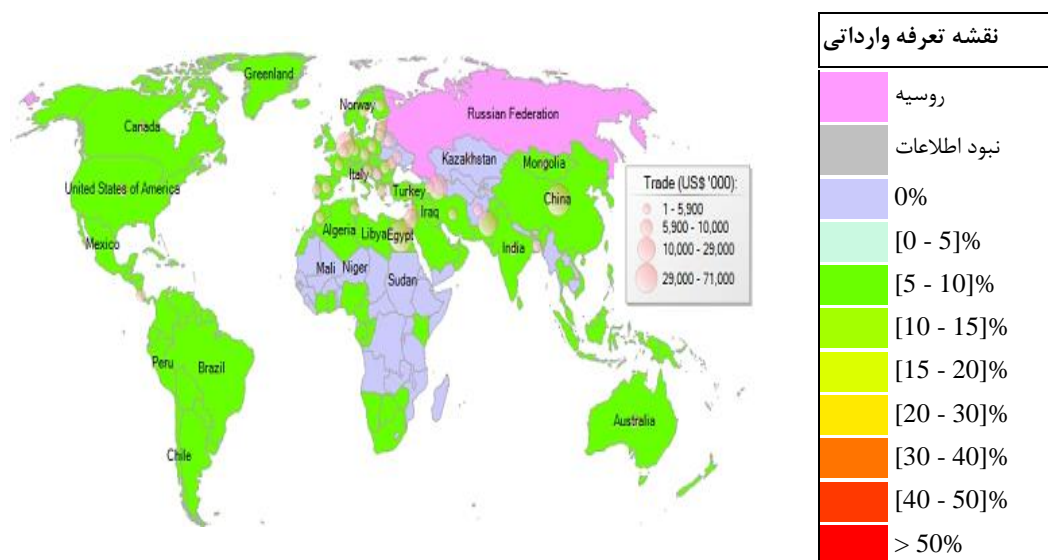 Greenland
Norway
Russian Federation
Canada
Kazakhstan
Mongolia
Italy
United States of America
Turkey
China
Iraq
Algeria
Libya
Egypt
Mexico
India
Mali
Niger
Sudan
Peru
Brazil
Australia
Chile
Trade (US$ '000):
1 - 5,900
5,900 - 10,000
10,000 - 29,000
29,000 - 71,000
نقشه تعرفه وارداتی
روسیه
نبود اطلاعات
0%
[0 - 5]%
[5 - 10]%
[10 - 15]%
[15 - 20]%
[20 - 30]%
[30 - 40]%
[40 - 50]%
> 50%